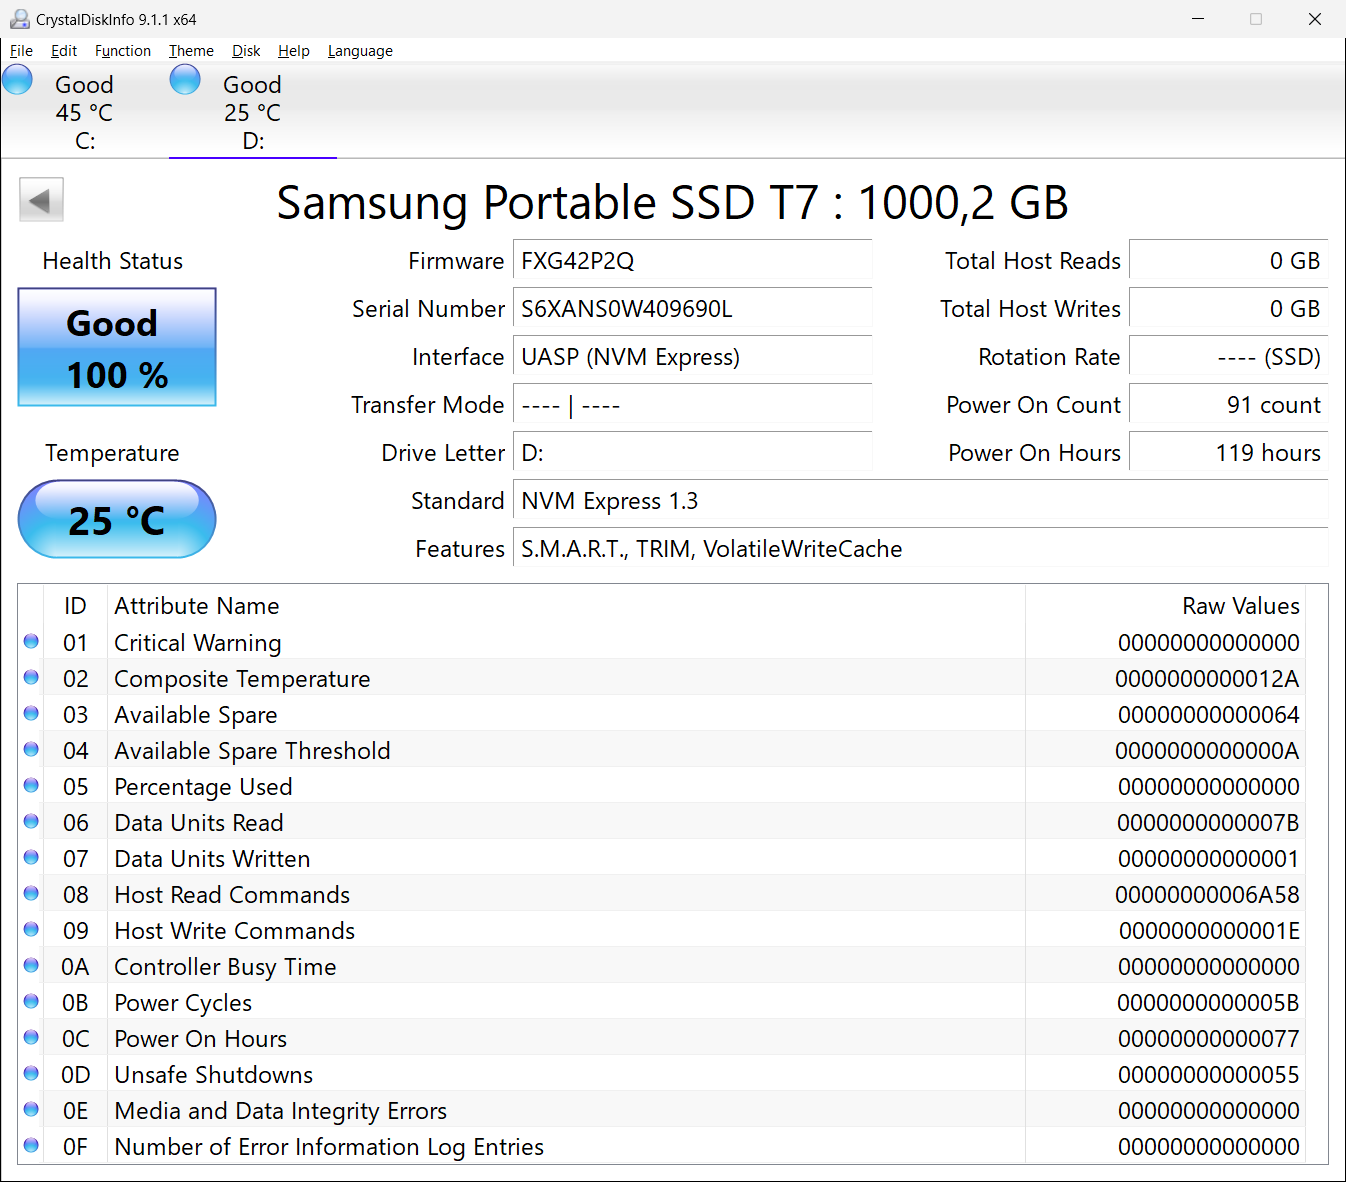 CrystalDiskInfo 9.1.1 x64
File Edit Function Theme Disk Help Language
Good
45 °C
C:
Good
25 °C
D:
Samsung Portable SSD T7 : 1000,2 GB
Health Status
Good
100 %
Temperature
25 °C
Firmware FXG42P2Q
Serial Number S6XANS0W409690L
Interface UASP (NVM Express)
Transfer Mode ---- | ----
Drive Letter D:
Standard NVM Express 1.3
Features S.M.A.R.T., TRIM, VolatileWriteCache
Total Host Reads 0 GB
Total Host Writes 0 GB
Rotation Rate ---- (SSD)
Power On Count 91 count
Power On Hours 119 hours
ID Attribute Name Raw Values
01 Critical Warning 00000000000000
02 Composite Temperature 0000000000012A
03 Available Spare 00000000000064
04 Available Spare Threshold 0000000000000A
05 Percentage Used 00000000000000
06 Data Units Read 0000000000007B
07 Data Units Written 00000000000001
08 Host Read Commands 00000000006A58
09 Host Write Commands 0000000000001E
0A Controller Busy Time 00000000000000
0B Power Cycles 0000000000005B
0C Power On Hours 00000000000077
0D Unsafe Shutdowns 00000000000055
0E Media and Data Integrity Errors 00000000000000
0F Number of Error Information Log Entries 00000000000000